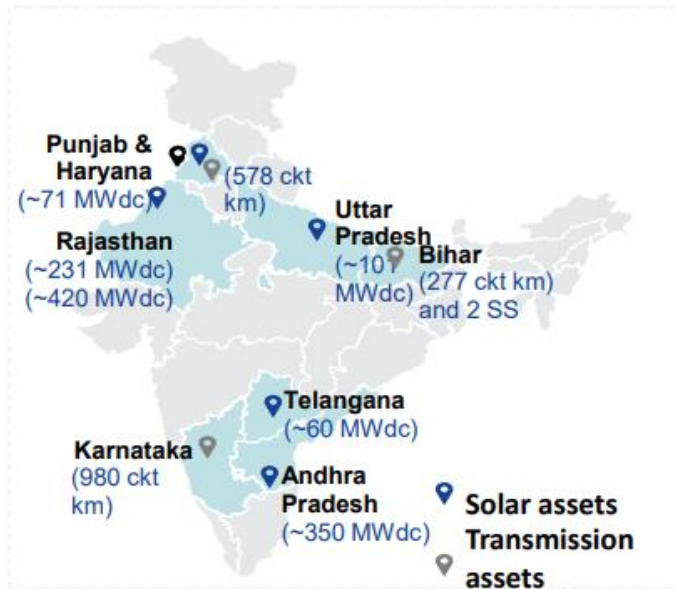 Punjab &
Haryana
(~71 MWdc)
(578 ckt
km)
Rajasthan
(~231 MWdc)
(~420 MWdc)
Uttar
Pradesh
(~101
MWdc)
Bihar
(277 ckt km)
and 2 SS
Telangana
(~60 MWdc)
Karnataka
(980 ckt
km)
Andhra
Pradesh
(~350 MWdc)
Solar assets
Transmission
assets